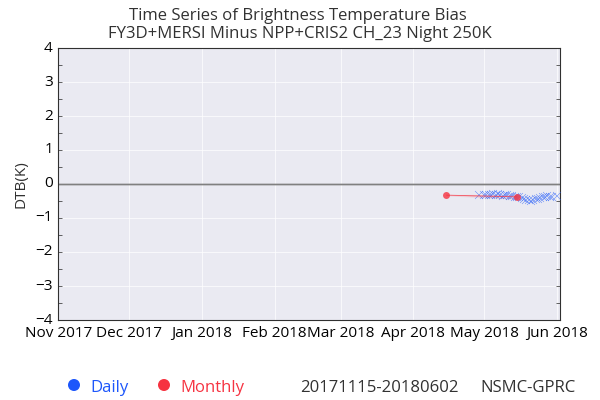 Time Series of Brightness Temperature Bias
FY3D+MERSI Minus NPP+CRIS2 CH_23 Night 250K
4
3
2
1
0
−1
−2
−3
−4
DTB(K)
Nov 2017 Dec 2017 Jan 2018 Feb 2018 Mar 2018 Apr 2018 May 2018 Jun 2018
Daily Monthly 20171115-20180602 NSMC-GPRC